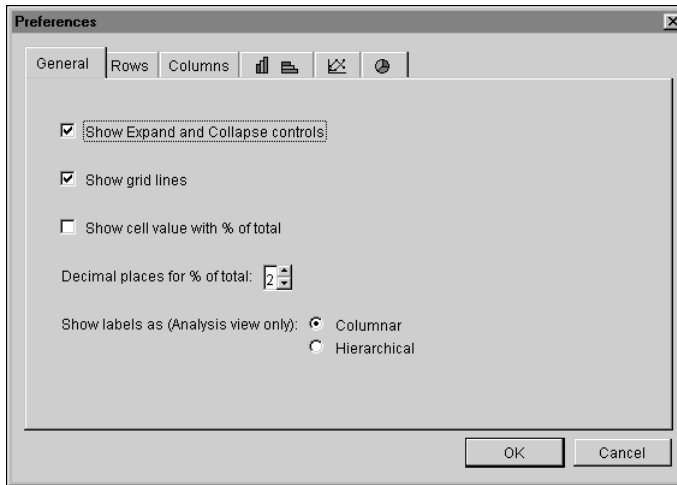 Preferences
General Rows Columns
Show Expand and Collapse controls
Show grid lines
Show cell value with % of total
Decimal places for % of total: 2
Show labels as (Analysis view only): Columnar
Hierarchical
OK Cancel